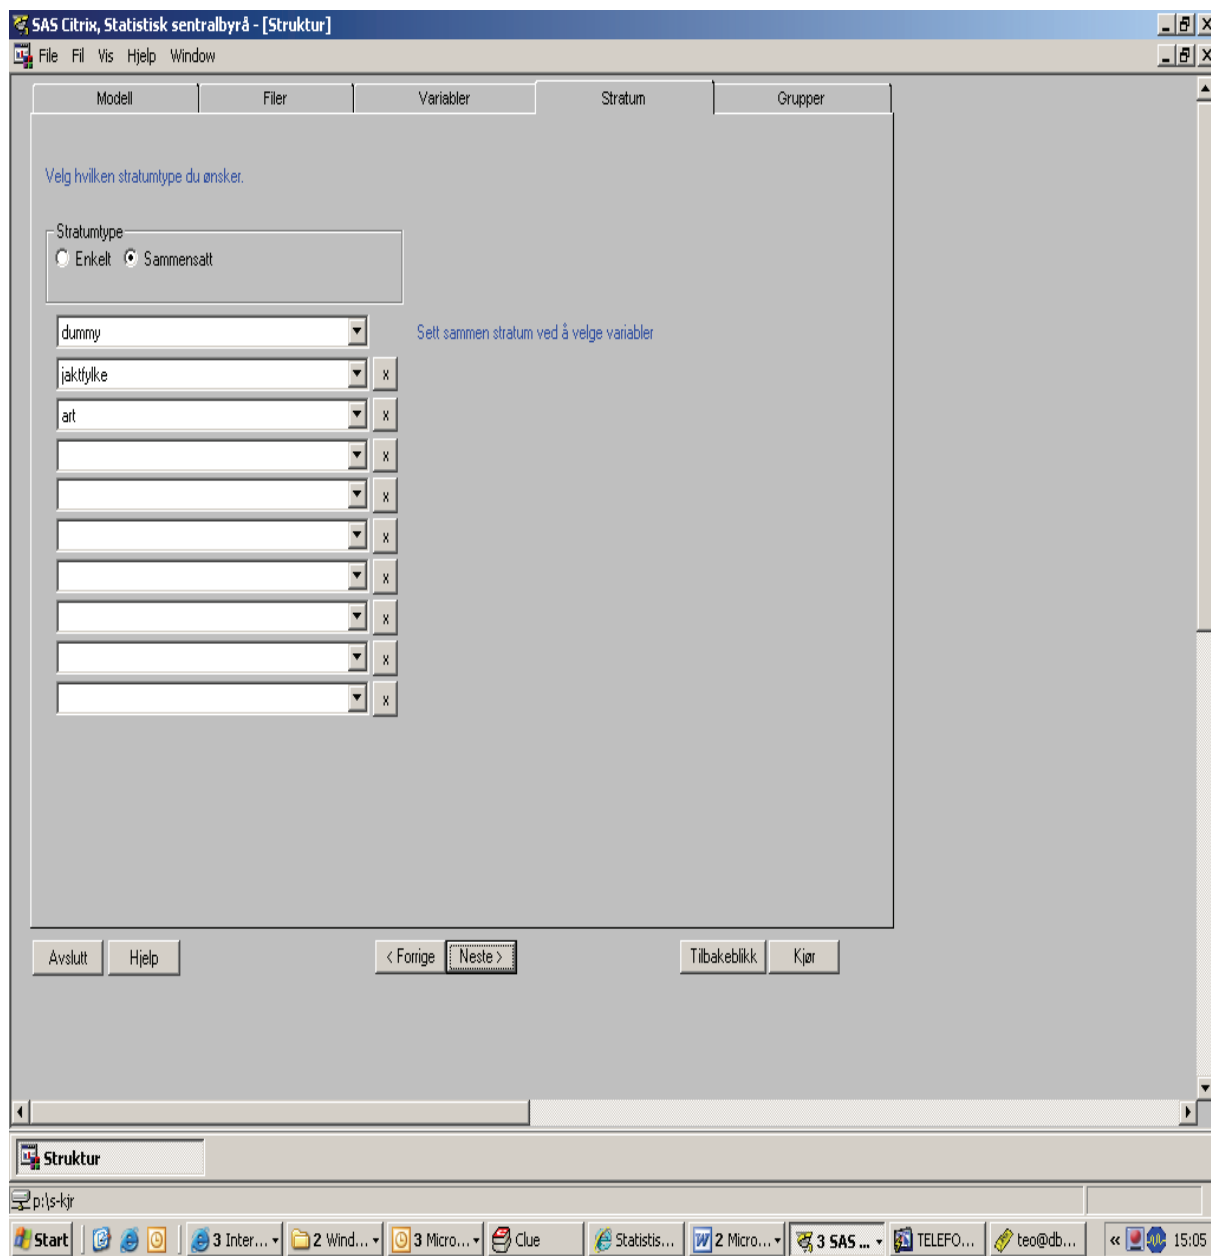 SAS Citrix, Statistisk sentralbyrå - [Struktur]
File Fil Vis Hjelp Window
Modell Filer Variabler Stratum Grupper
Velg hvilken stratumtype du ønsker.
Stratumtype
Enkelt Sammensatt
dummy
Sett sammen stratum ved å velge variabler
jaktfylke x
art x
x
x
x
x
x
x
x
Avslutt Hjelp < Forrige Neste > Tilbakeblikk Kjør
Struktur
p:\s-kjr
Start 3 Inter... 2 Wind... 3 Micro... Clue Statistis... 2 Micro... 3 SAS ... TELEFO... teo@db... « 15:05